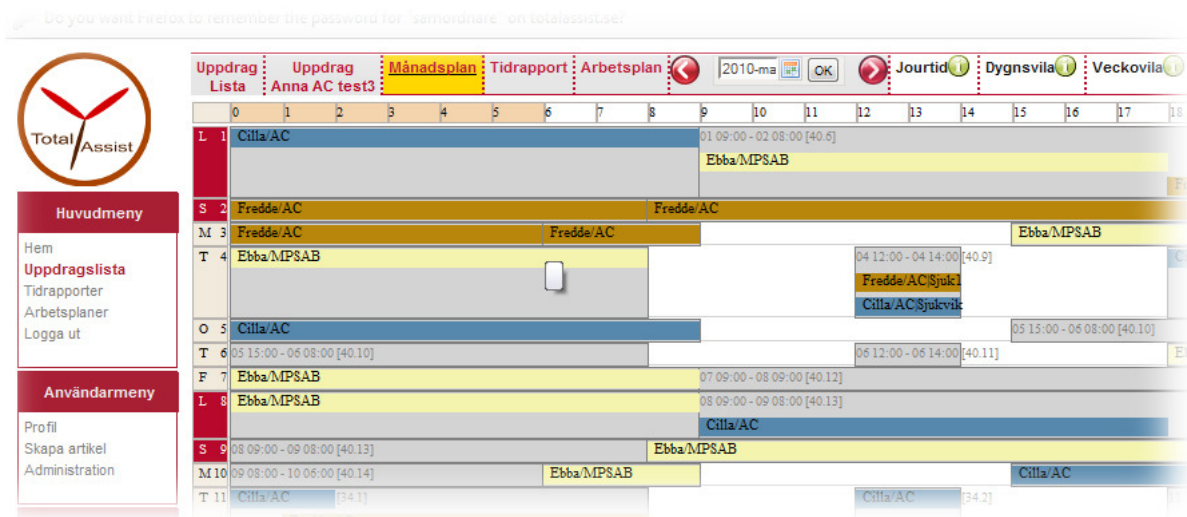 Do you want Firefox to remember the password for "samordnare" on totalassist.se?
Total Assist
Uppdrag Lista
Uppdrag Anna AC test3
Månadsplan
Tidrapport
Arbetsplan
2010-ma
OK
Jourtid
Dygnsvila
Veckovila
0 1 2 3 4 5 6 7 8 9 10 11 12 13 14 15 16 17 18
L 1 Cilla/AC 01 09:00 - 02 08:00 [40.6]
Ebba/MPSAB
S 2 Fredde/AC Fredde/AC
M 3 Fredde/AC Fredde/AC Ebba/MPSAB
T 4 Ebba/MPSAB 04 12:00 - 04 14:00 [40.9]
Fredde/AC|Sjuk1
Cilla/AC|Sjukvik
O 5 Cilla/AC 05 15:00 - 06 08:00 [40.10]
T 6 05 15:00 - 06 08:00 [40.10] 06 12:00 - 06 14:00 [40.11]
F 7 Ebba/MPSAB 07 09:00 - 08 09:00 [40.12]
L 8 Ebba/MPSAB 08 09:00 - 09 08:00 [40.13]
Cilla/AC
S 9 08 09:00 - 09 08:00 [40.13] Ebba/MPSAB
M 10 09 08:00 - 10 06:00 [40.14] Ebba/MPSAB Cilla/AC
T 11 Cilla/AC [34.1] Cilla/AC [34.2]
Huvudmeny
Hem
Uppdragslista
Tidrapporter
Arbetsplaner
Logga ut
Användarmeny
Profil
Skapa artikel
Administration